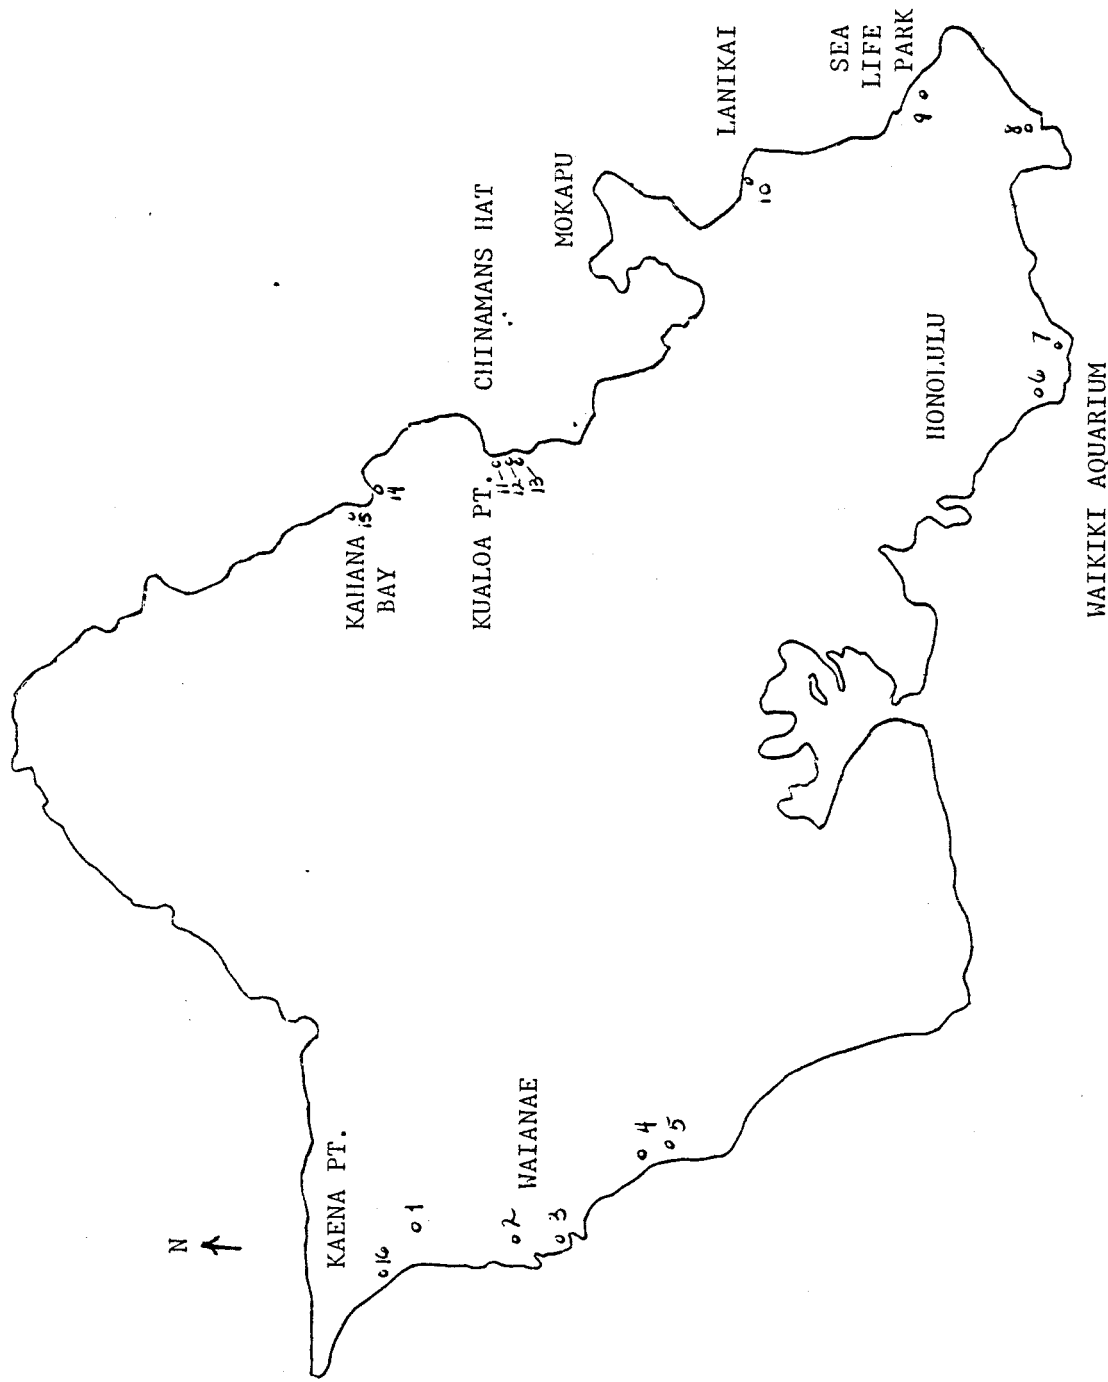 N
KAENA PT.
16
1
2
3
WAIANAE
4
5
KAHANA
BAY
15
14
KUALOA PT.
11
12
13
CHINAMANS HAT
MOKAPU
LANIKAI
10
SEA
LIFE
PARK
9
8
HONOLULU
7
6
WAIKIKI AQUARIUM